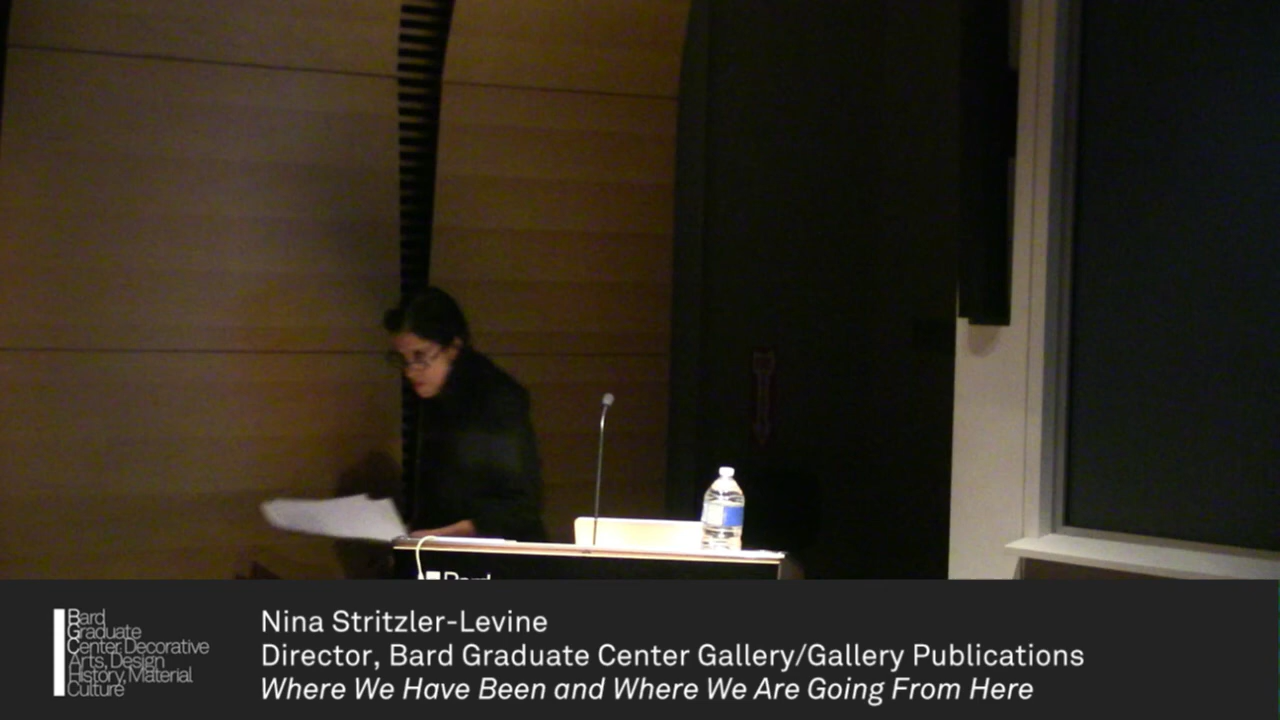 Bard
Bard
Graduate
Center Decorative
Arts, Design
History, Material
Culture
Nina Stritzler-Levine
Director, Bard Graduate Center Gallery/Gallery Publications
Where We Have Been and Where We Are Going From Here